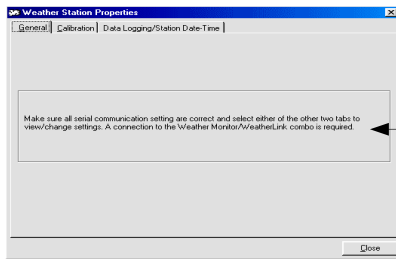 Weather Station Properties
General Calibration Data Logging/Station Date-Time
Make sure all serial communication setting are correct and select either of the other two tabs to
view/change settings. A connection to the Weather Monitor/WeatherLink combo is required.
Close